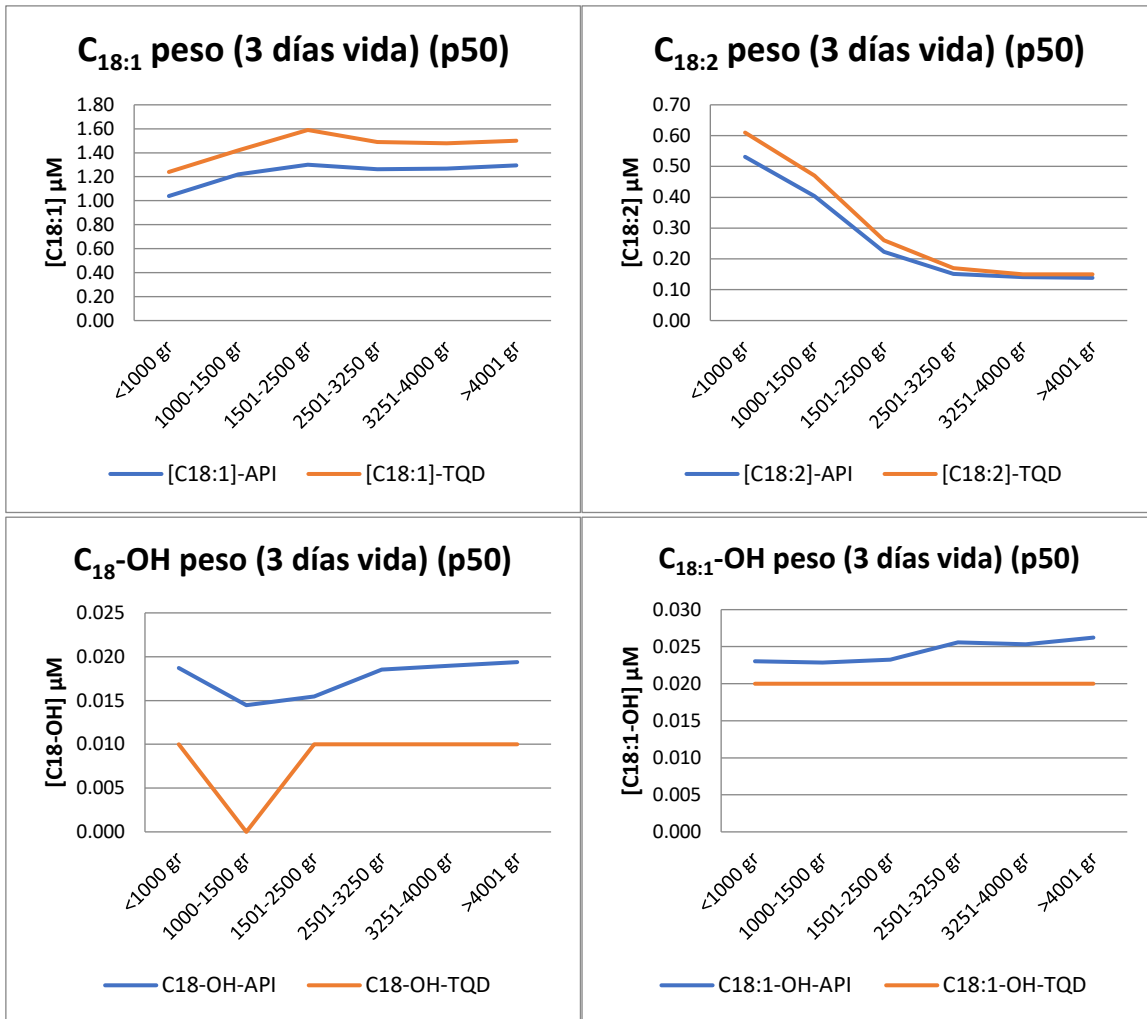 C18:1 peso (3 días vida) (p50)
[C18:1] µM
1.80
1.60
1.40
1.20
1.00
0.80
0.60
0.40
0.20
0.00
<1000 gr
1000-1500 gr
1501-2500 gr
2501-3250 gr
3251-4000 gr
>4001 gr
[C18:1]-API
[C18:1]-TQD
C18:2 peso (3 días vida) (p50)
[C18:2] µM
0.70
0.60
0.50
0.40
0.30
0.20
0.10
0.00
<1000 gr
1000-1500 gr
1501-2500 gr
2501-3250 gr
3251-4000 gr
>4001 gr
[C18:2]-API
[C18:2]-TQD
C18-OH peso (3 días vida) (p50)
[C18-OH] µM
0.025
0.020
0.015
0.010
0.005
0.000
<1000 gr
1000-1500 gr
1501-2500 gr
2501-3250 gr
3251-4000 gr
>4001 gr
C18-OH-API
C18-OH-TQD
C18:1-OH peso (3 días vida) (p50)
[C18:1-OH] µM
0.030
0.025
0.020
0.015
0.010
0.005
0.000
<1000 gr
1000-1500 gr
1501-2500 gr
2501-3250 gr
3251-4000 gr
>4001 gr
C18:1-OH-API
C18:1-OH-TQD